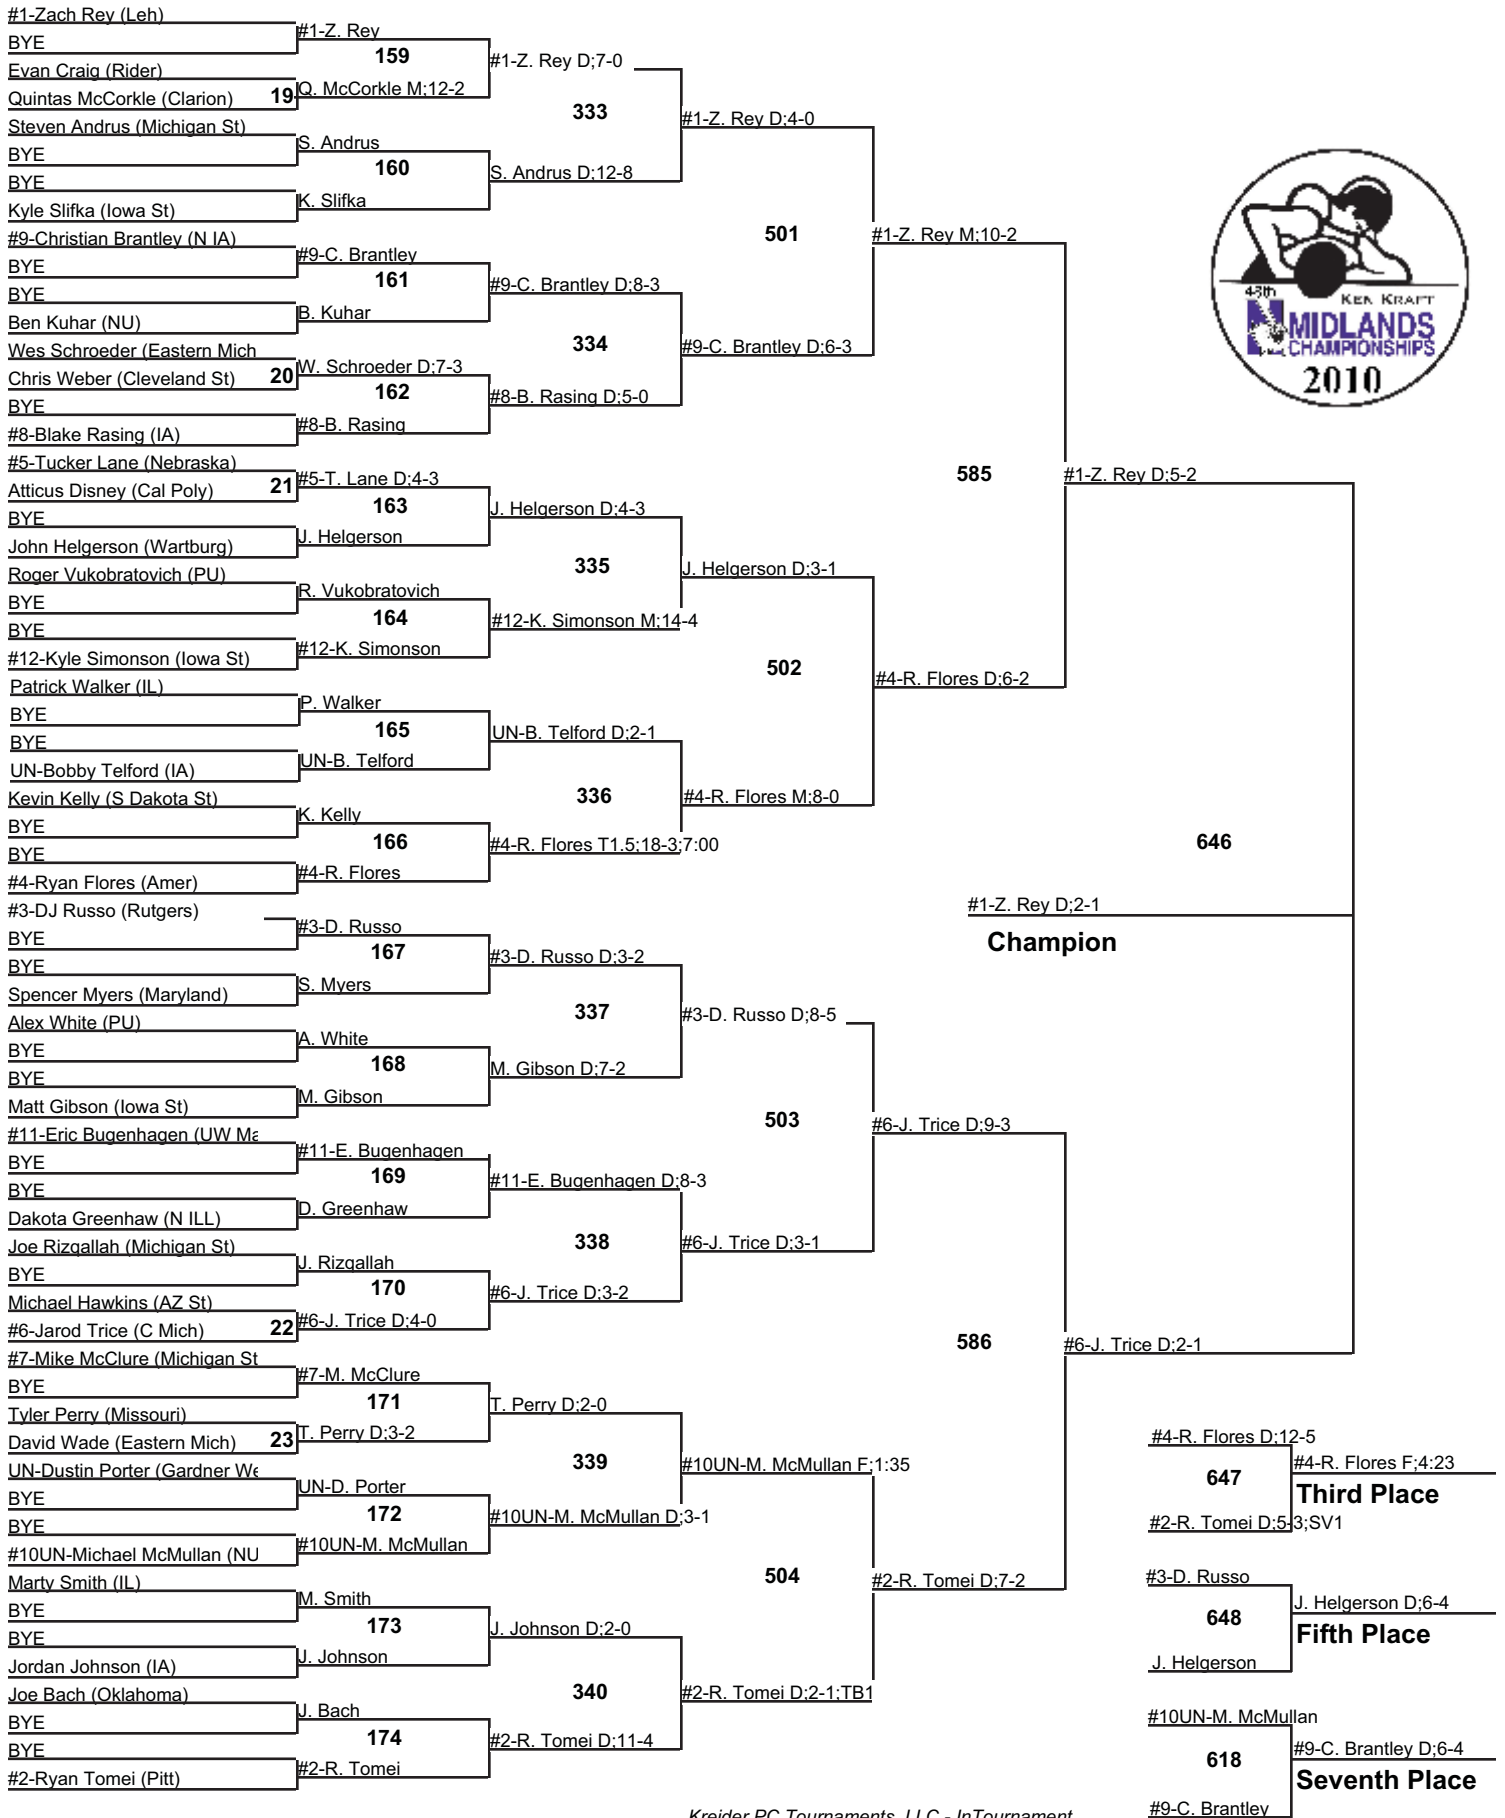 #1-Zach Rey (Leh)
BYE
Evan Craig (Rider)
Quintas McCorkle (Clarion) 19
Steven Andrus (Michigan St)
BYE
BYE
Kyle Slifka (Iowa St)
#9-Christian Brantley (N IA)
BYE
BYE
Ben Kuhar (NU)
Wes Schroeder (Eastern Mich
Chris Weber (Cleveland St) 20
BYE
#8-Blake Rasing (IA)
#5-Tucker Lane (Nebraska)
Atticus Disney (Cal Poly) 21
BYE
John Helgerson (Wartburg)
Roger Vukobratovich (PU)
BYE
BYE
#12-Kyle Simonson (Iowa St)
Patrick Walker (IL)
BYE
BYE
UN-Bobby Telford (IA)
Kevin Kelly (S Dakota St)
BYE
BYE
#4-Ryan Flores (Amer)
#3-DJ Russo (Rutgers)
BYE
BYE
Spencer Myers (Maryland)
Alex White (PU)
BYE
BYE
Matt Gibson (Iowa St)
#11-Eric Bugenhagen (UW Ma
BYE
BYE
Dakota Greenhaw (N ILL)
Joe Rizqallah (Michigan St)
BYE
Michael Hawkins (AZ St)
#6-Jarod Trice (C Mich) 22
#7-Mike McClure (Michigan St
BYE
Tyler Perry (Missouri)
David Wade (Eastern Mich) 23
UN-Dustin Porter (Gardner We
BYE
BYE
#10UN-Michael McMullan (NU
Marty Smith (IL)
BYE
BYE
Jordan Johnson (IA)
Joe Bach (Oklahoma)
BYE
BYE
#2-Ryan Tomei (Pitt)
#1-Z. Rey
159
Q. McCorkle M;12-2
S. Andrus
160
K. Slifka
#9-C. Brantley
161
B. Kuhar
W. Schroeder D;7-3
162
#8-B. Rasing
#5-T. Lane D;4-3
163
J. Helgerson
R. Vukobratovich
164
#12-K. Simonson
P. Walker
165
UN-B. Telford
K. Kelly
166
#4-R. Flores
#3-D. Russo
167
S. Myers
A. White
168
M. Gibson
#11-E. Bugenhagen
169
D. Greenhaw
J. Rizqallah
170
#6-J. Trice D;4-0
#7-M. McClure
171
T. Perry D;3-2
UN-D. Porter
172
#10UN-M. McMullan
M. Smith
173
J. Johnson
J. Bach
174
#2-R. Tomei
#1-Z. Rey D;7-0
333
S. Andrus D;12-8
#9-C. Brantley D;8-3
334
#8-B. Rasing D;5-0
J. Helgerson D;4-3
335
#12-K. Simonson M;14-4
UN-B. Telford D;2-1
336
#4-R. Flores T1.5;18-3;7:00
#3-D. Russo D;3-2
337
M. Gibson D;7-2
#11-E. Bugenhagen D;8-3
338
#6-J. Trice D;3-2
T. Perry D;2-0
339
#10UN-M. McMullan D;3-1
J. Johnson D;2-0
340
#2-R. Tomei D;11-4
#1-Z. Rey D;4-0
501
#9-C. Brantley D;6-3
J. Helgerson D;3-1
502
#4-R. Flores M;8-0
#3-D. Russo D;8-5
503
#6-J. Trice D;3-1
#10UN-M. McMullan F;1:35
504
#2-R. Tomei D;2-1;TB1
#1-Z. Rey M;10-2
585
#4-R. Flores D;6-2
#6-J. Trice D;9-3
586
#2-R. Tomei D;7-2
#1-Z. Rey D;5-2
646
#6-J. Trice D;2-1
#1-Z. Rey D;2-1
Champion
48th
KEN KRAFT
MIDLANDS
CHAMPIONSHIPS
2010
#4-R. Flores D;12-5
647
#2-R. Tomei D;5-3;SV1
#4-R. Flores F;4:23
Third Place
#3-D. Russo
648
J. Helgerson
J. Helgerson D;6-4
Fifth Place
#10UN-M. McMullan
618
#9-C. Brantley
#9-C. Brantley D;6-4
Seventh Place
Kreider PC Tournaments, LLC - InTournament